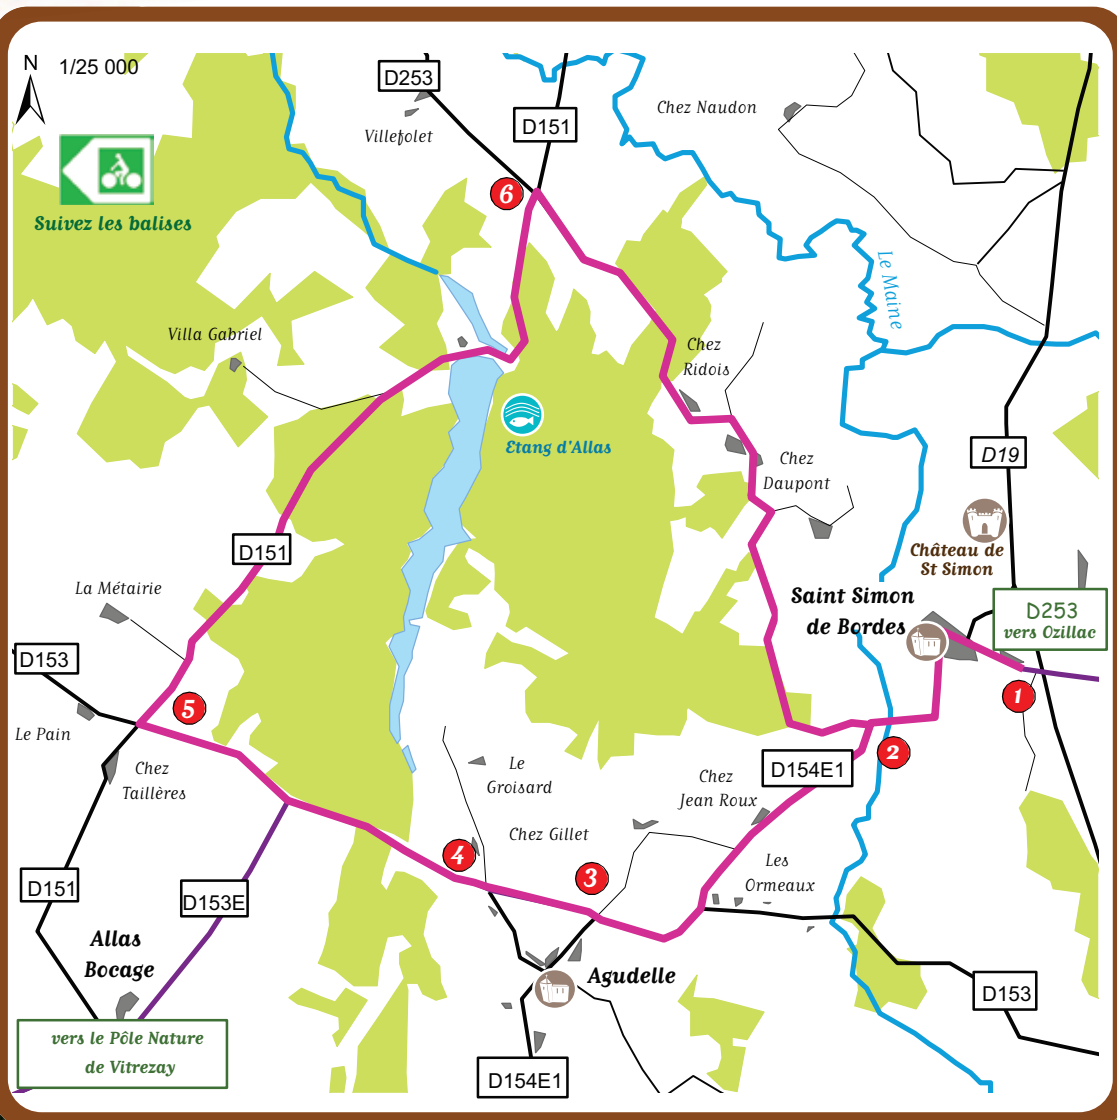 N
1/25 000
D253
D151
Chez Naudon
Villefolet
6
Suivez les balises
Le Maine
Villa Gabriel
Chez
Ridois
Etang d'Allas
D19
Chez
Daupont
D151
Château de
St Simon
La Métairie
Saint Simon
de Bordes
D253
vers Ozillac
D153
5
1
Le Pain
2
Chez
Taillères
Le
Groisard
D154E1
Chez
Jean Roux
Chez Gillet
4
3
Les
Ormeaux
D151
D153E
Allas
Bocage
Agudelle
D153
vers le Pôle Nature
de Vitrezay
D154E1